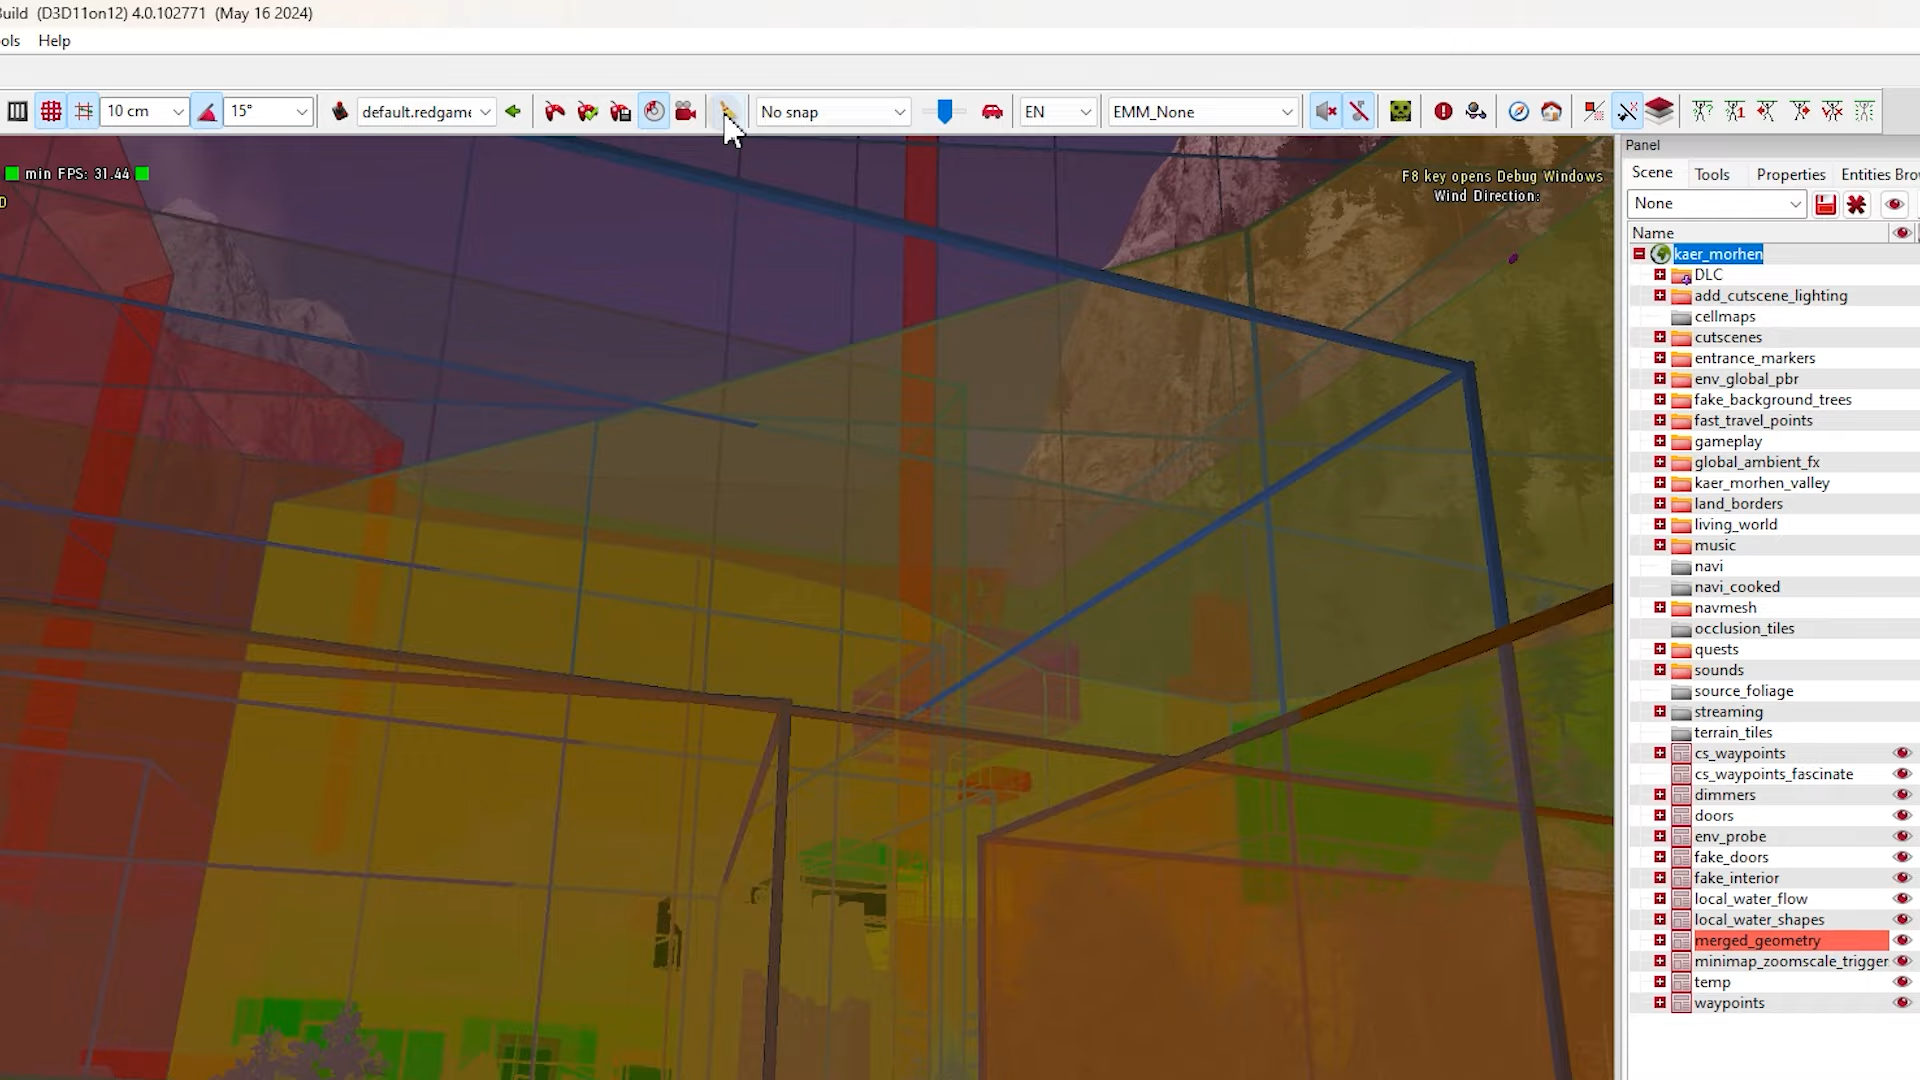 Build (D3D11on12) 4.0.102771 (May 16 2024)
ols Help
10 cm 15° default.redgame No snap EN EMM_None
min FPS: 31.44
F8 key opens Debug Windows
Wind Direction:
Panel
Scene Tools Properties Entities Brow
None
Name
kaer_morhen
DLC
add_cutscene_lighting
cellmaps
cutscenes
entrance_markers
env_global_pbr
fake_background_trees
fast_travel_points
gameplay
global_ambient_fx
kaer_morhen_valley
land_borders
living_world
music
navi
navi_cooked
navmesh
occlusion_tiles
quests
sounds
source_foliage
streaming
terrain_tiles
cs_waypoints
cs_waypoints_fascinate
dimmers
doors
env_probe
fake_doors
fake_interior
local_water_flow
local_water_shapes
merged_geometry
minimap_zoomscale_trigger
temp
waypoints